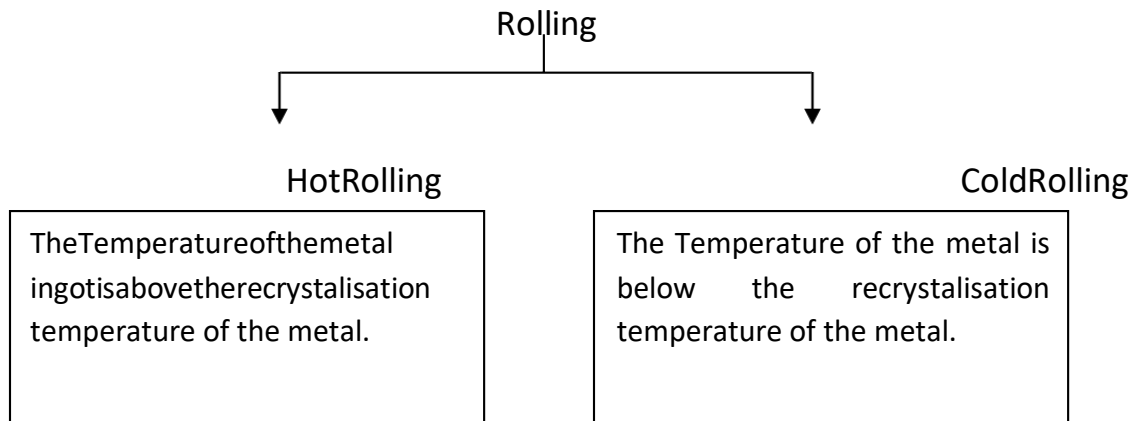 Rolling
HotRolling
ColdRolling
TheTemperatureofthemetal
ingotisabovetherecrystalisation
temperature of the metal.
The Temperature of the metal is
below the recrystalisation
temperature of the metal.